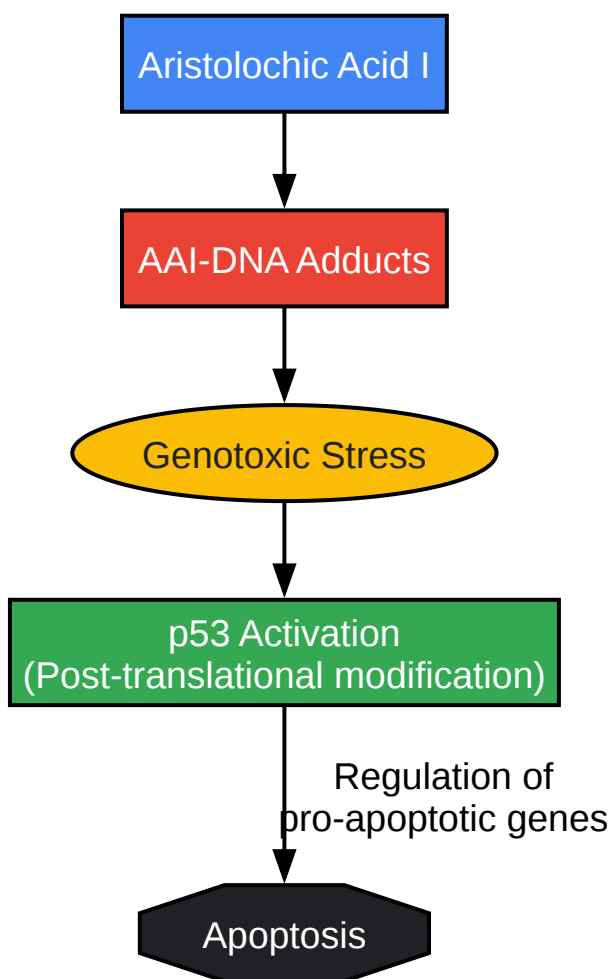 Aristolochic Acid I
AAI-DNA Adducts
Genotoxic Stress
p53 Activation
(Post-translational modification)
Regulation of
pro-apoptotic genes
Apoptosis